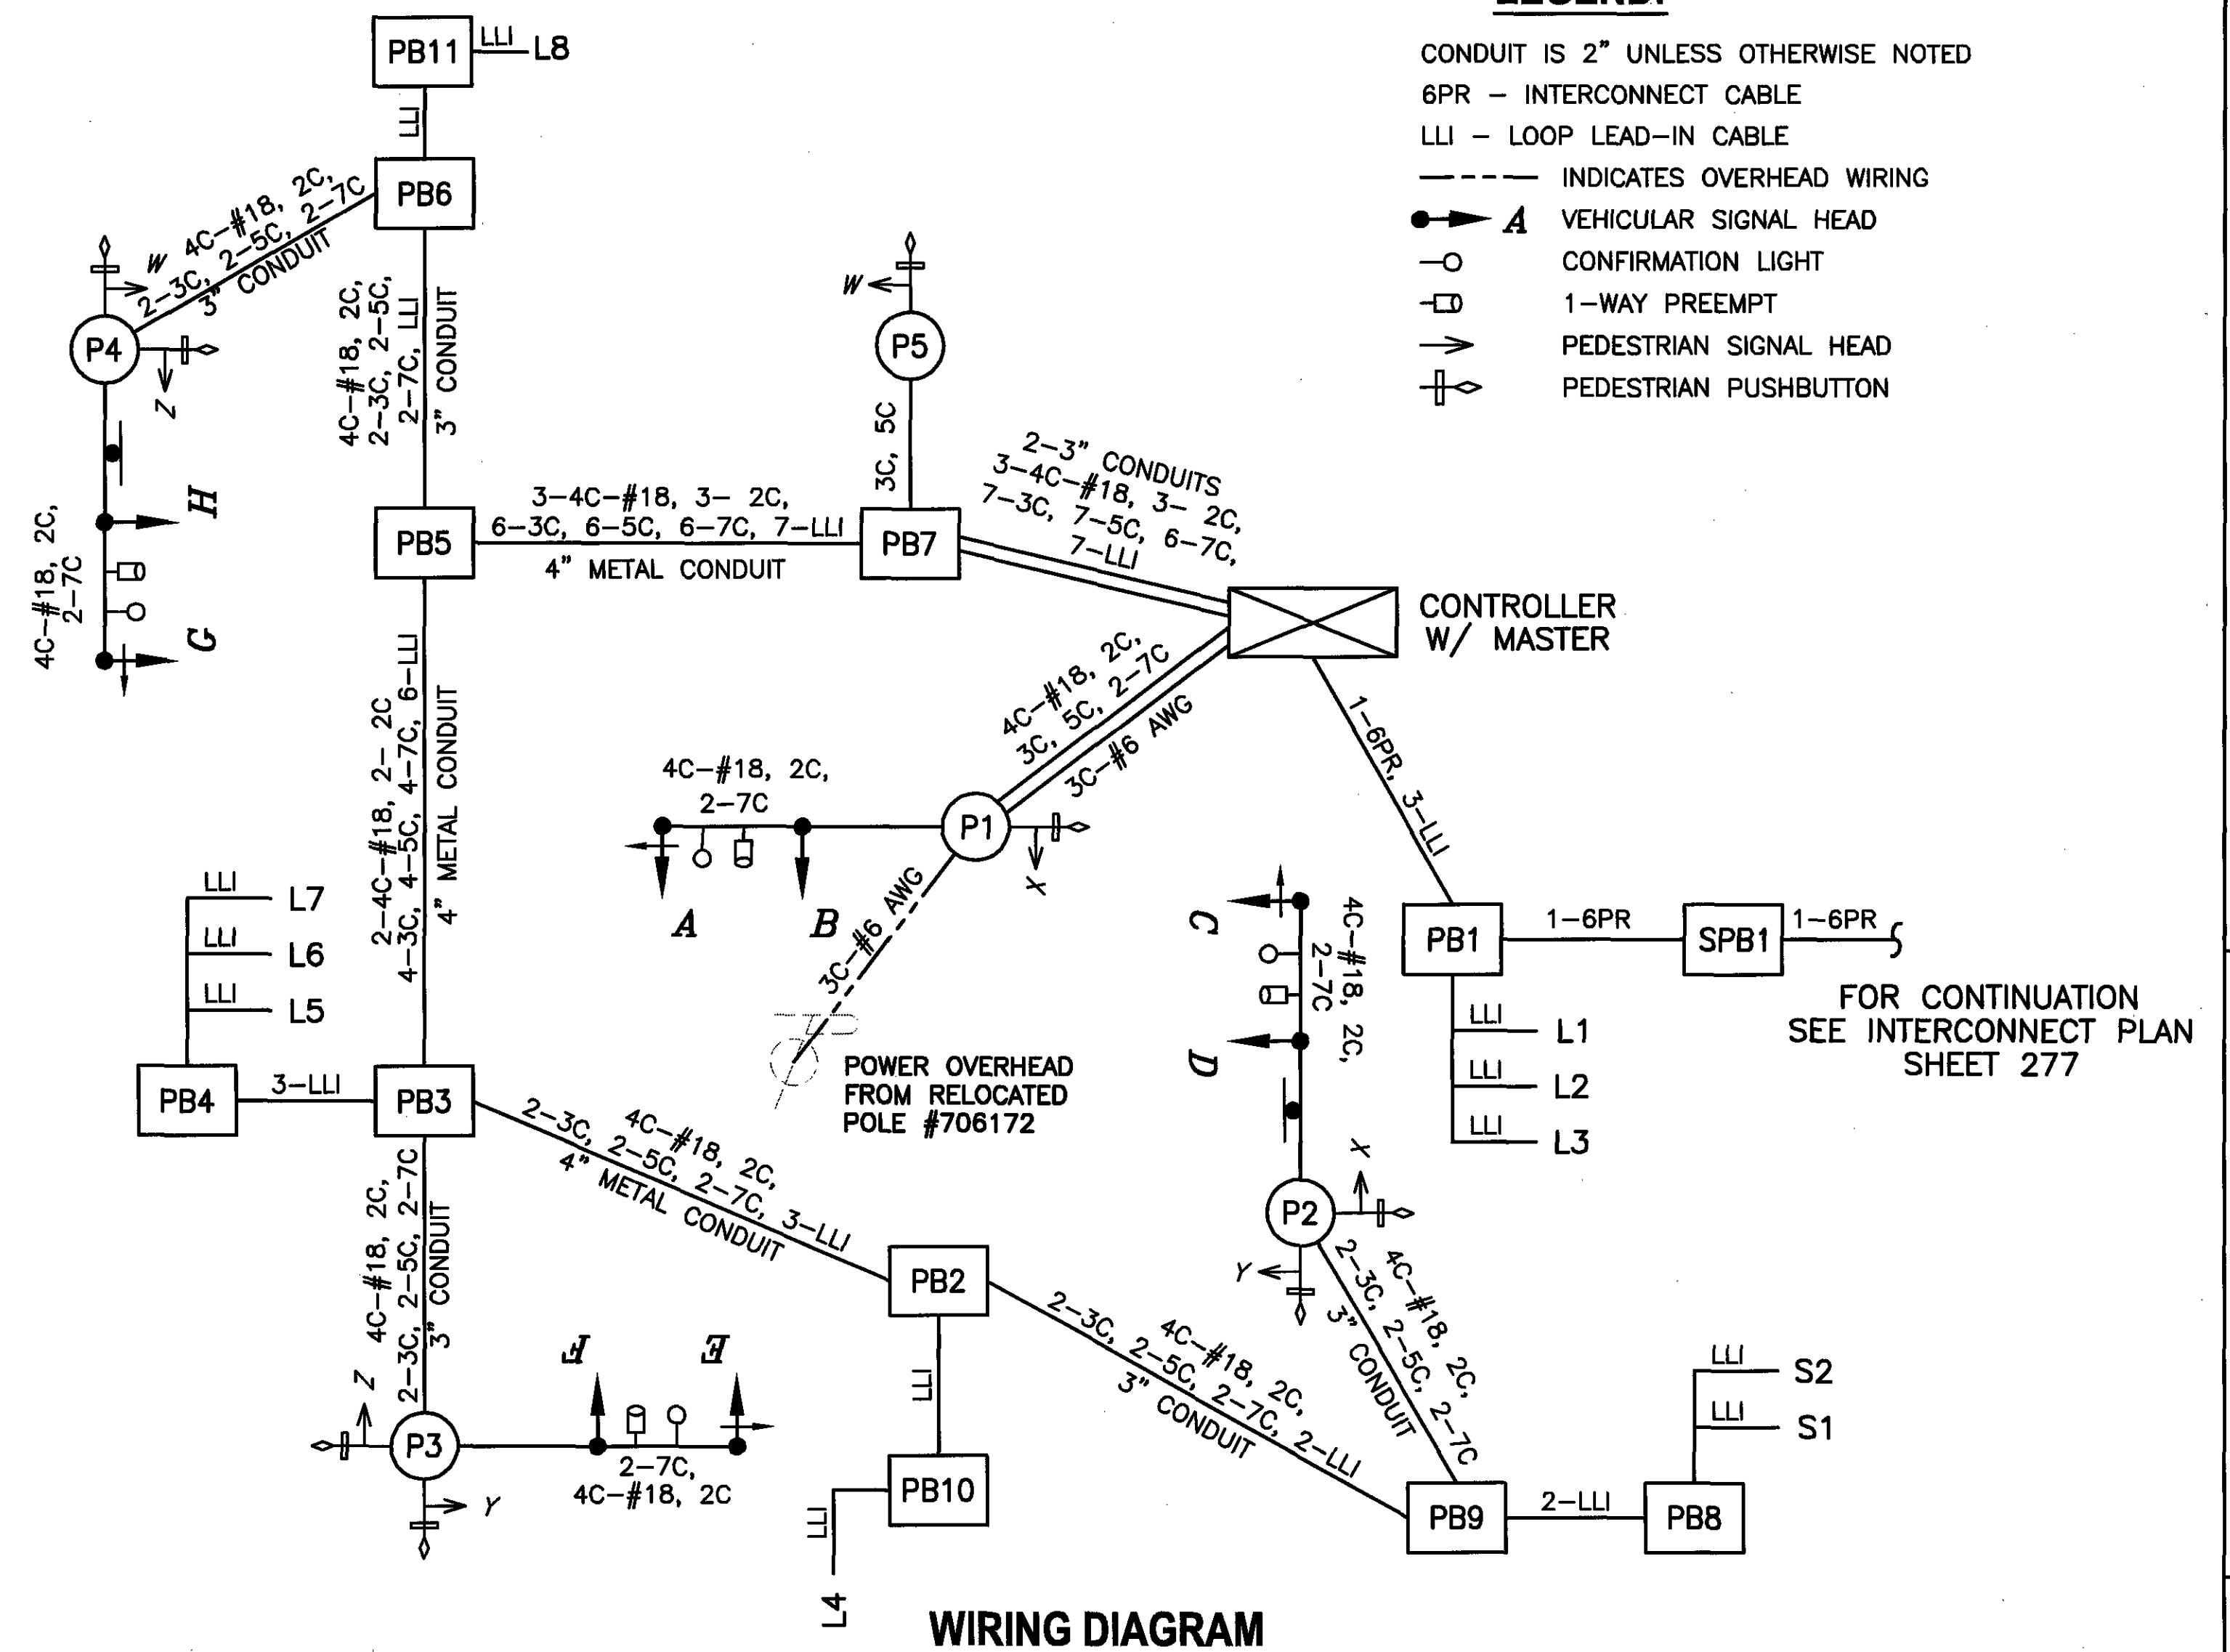 LEGEND:
CONDUIT IS 2" UNLESS OTHERWISE NOTED
6PR – INTERCONNECT CABLE
LLI – LOOP LEAD–IN CABLE
INDICATES OVERHEAD WIRING
A VEHICULAR SIGNAL HEAD
CONFIRMATION LIGHT
1–WAY PREEMPT
PEDESTRIAN SIGNAL HEAD
PEDESTRIAN PUSHBUTTON
PB11
LLI
L8
LLI
PB6
4C–#18, 2C,
2–3C, 2–5C, 2–7C
3" CONDUIT
W
P4
Z
H
G
4C–#18, 2C,
2–7C
4C–#18, 2C,
2–3C, 2–5C,
2–7C, LLI
3" CONDUIT
W
P5
3C, 5C
PB5
3–4C–#18, 3– 2C,
6–3C, 6–5C, 6–7C, 7–LLI
4" METAL CONDUIT
PB7
2–3" CONDUITS
3–4C–#18, 3– 2C,
7–3C, 7–5C, 6–7C,
7–LLI
CONTROLLER
W/ MASTER
4C–#18, 2C,
3C, 5C, 2–7C
3C–#6 AWG
1–6PR, 3–LLI
2–4C–#18, 2– 2C
4–3C, 4–5C, 4–7C, 6–LLI
4" METAL CONDUIT
4C–#18, 2C,
2–7C
P1
X
A
B
3C–#6 AWG
POWER OVERHEAD
FROM RELOCATED
POLE #706172
LLI
L7
LLI
L6
LLI
L5
PB4
3–LLI
PB3
C
D
4C–#18, 2C,
2–7C
PB1
1–6PR
SPB1
1–6PR
FOR CONTINUATION
SEE INTERCONNECT PLAN
SHEET 277
LLI
L1
LLI
L2
LLI
L3
X
P2
Y
4C–#18, 2C,
2–3C, 2–5C, 2–7C
3" CONDUIT
4C–#18, 2C,
2–3C, 2–5C, 2–7C, 3–LLI
4" METAL CONDUIT
PB2
4C–#18, 2C,
2–3C, 2–5C, 2–7C
3" CONDUIT
Z
P3
Y
F
E
2–7C,
4C–#18, 2C
LLI
PB10
LLI
L4
4C–#18, 2C,
2–3C, 2–5C, 2–7C, 2–LLI
3" CONDUIT
PB9
2–LLI
PB8
LLI
S2
LLI
S1
WIRING DIAGRAM